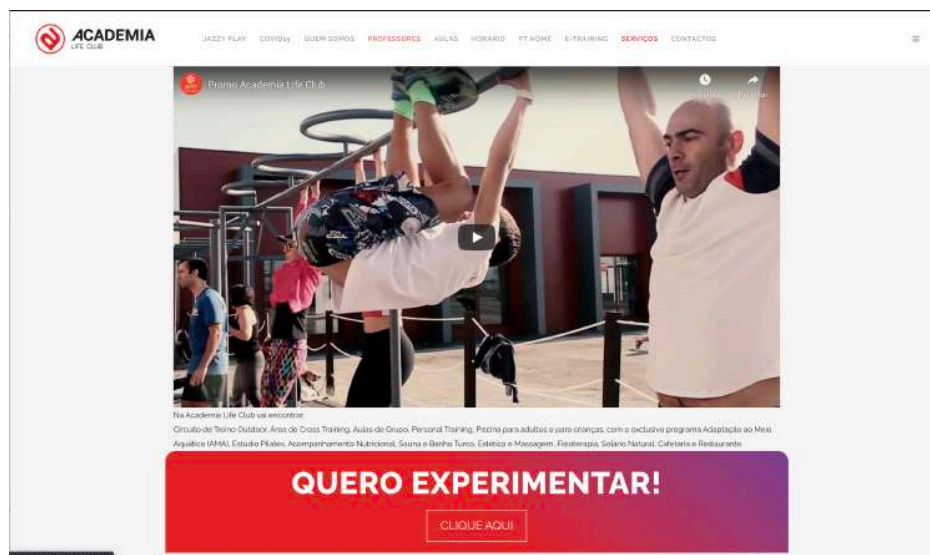 ACADEMIA
LIFE CLUB
JAZZY PLAY COVID19 QUEM SOMOS PROFESSORES AULAS HORÁRIO PT HOME E-TRAINING SERVIÇOS CONTACTOS
Promo Academia Life Club
Na Academia Life Club vai encontrar:
Circuito de Treino Outdoor, Área de Cross Training, Aulas de Grupo, Personal Training, Piscina para adultos e para crianças, com o exclusivo programa Adaptação ao Meio
Aquático (AMA), Estúdio Pilates, Acompanhamento Nutricional, Sauna e Banho Turco, Estética e Massagem, Fisioterapia, Solário Natural, Cafetaria e Restaurante.
QUERO EXPERIMENTAR!
CLIQUE AQUI